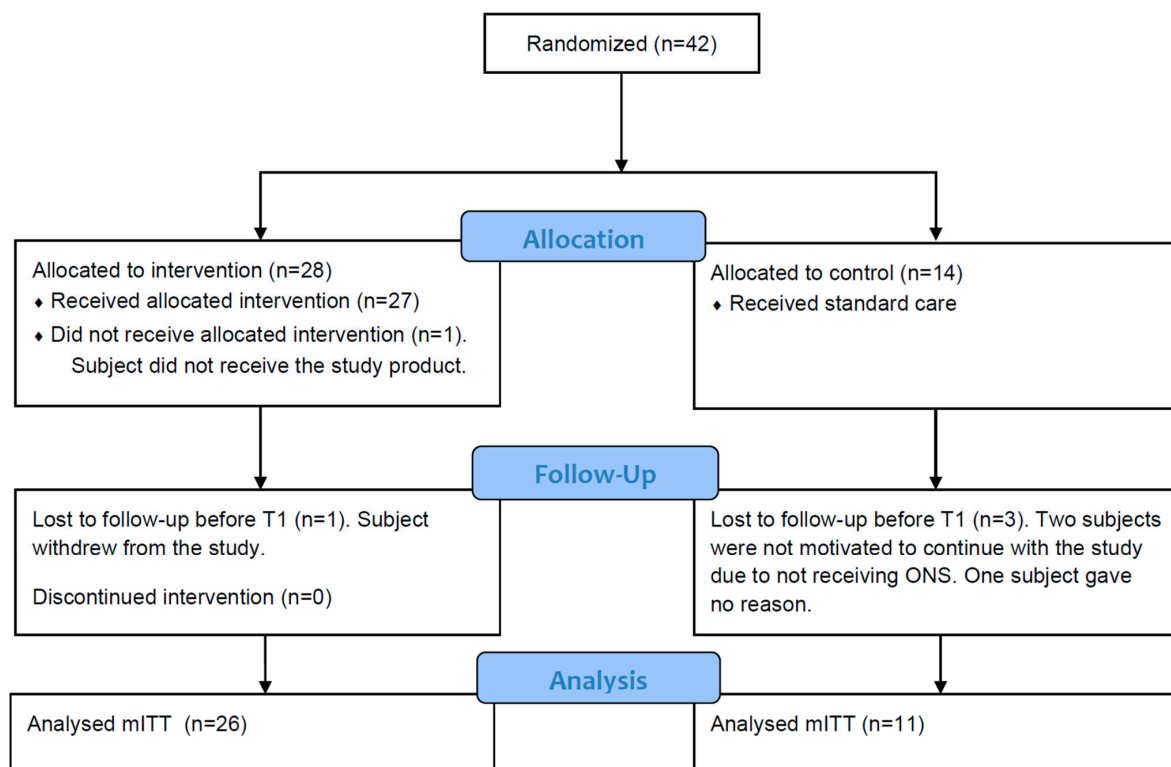 Randomized (n=42)
Allocation
Allocated to intervention (n=28)
♦ Received allocated intervention (n=27)
♦ Did not receive allocated intervention (n=1).
Subject did not receive the study product.
Allocated to control (n=14)
♦ Received standard care
Follow-Up
Lost to follow-up before T1 (n=1). Subject
withdrew from the study.
Discontinued intervention (n=0)
Lost to follow-up before T1 (n=3). Two subjects
were not motivated to continue with the study
due to not receiving ONS. One subject gave
no reason.
Analysis
Analysed mITT (n=26)
Analysed mITT (n=11)